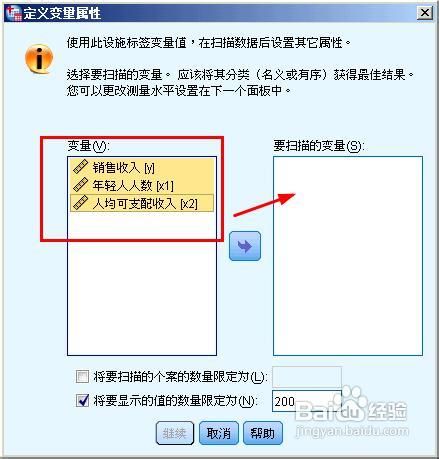 定义变量属性
使用此设施标签变量值，在扫描数据后设置其它属性。
选择要扫描的变量。 应该将其分类（名义或有序）获得最佳结果。
您可以更改测量水平设置在下一个面板中。
变量(V):
要扫描的变量(S):
销售收入 [y]
年轻人人数 [x1]
人均可支配收入 [x2]
将要扫描的个案的数量限定为(L):
将要显示的值的数量限定为(N):
200
继续
取消
帮助
Baidu经验
jingyan.baidu.com